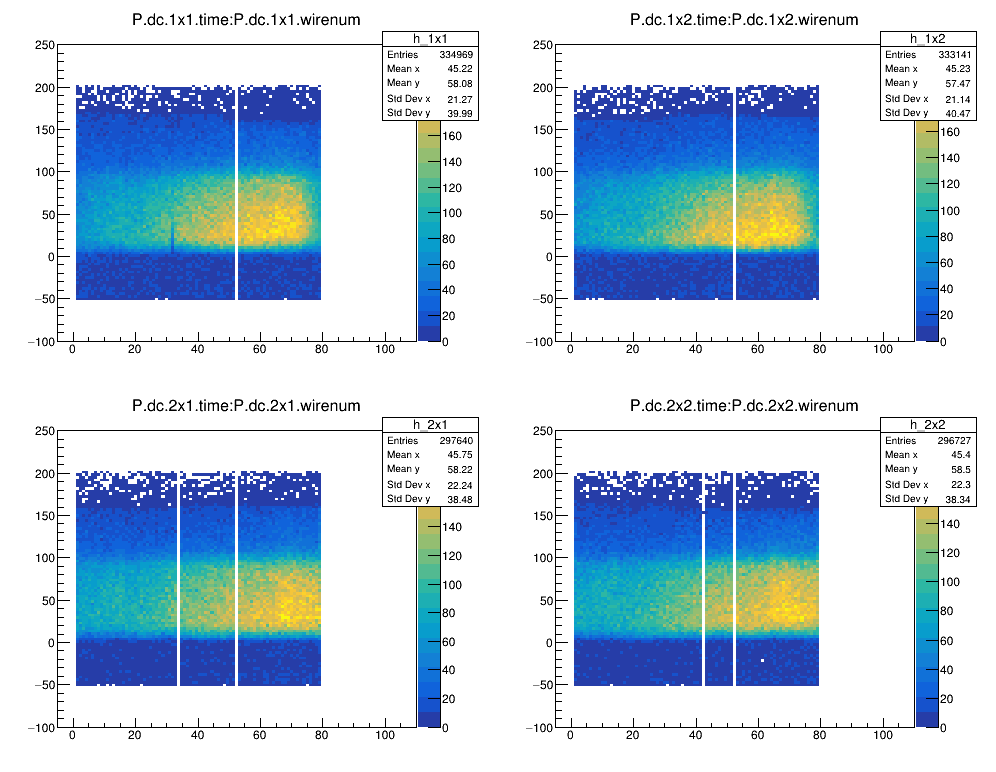 P.dc.1x1.time:P.dc.1x1.wirenum
h_1x1
Entries 334969
Mean x 45.22
Mean y 58.08
Std Dev x 21.27
Std Dev y 39.99
250
200
150
100
50
0
−50
−100
0 20 40 60 80 100
160
140
120
100
80
60
40
20
0
P.dc.1x2.time:P.dc.1x2.wirenum
h_1x2
Entries 333141
Mean x 45.23
Mean y 57.47
Std Dev x 21.14
Std Dev y 40.47
250
200
150
100
50
0
−50
−100
0 20 40 60 80 100
160
140
120
100
80
60
40
20
0
P.dc.2x1.time:P.dc.2x1.wirenum
h_2x1
Entries 297640
Mean x 45.75
Mean y 58.22
Std Dev x 22.24
Std Dev y 38.48
250
200
150
100
50
0
−50
−100
0 20 40 60 80 100
140
120
100
80
60
40
20
0
P.dc.2x2.time:P.dc.2x2.wirenum
h_2x2
Entries 296727
Mean x 45.4
Mean y 58.5
Std Dev x 22.3
Std Dev y 38.34
250
200
150
100
50
0
−50
−100
0 20 40 60 80 100
140
120
100
80
60
40
20
0